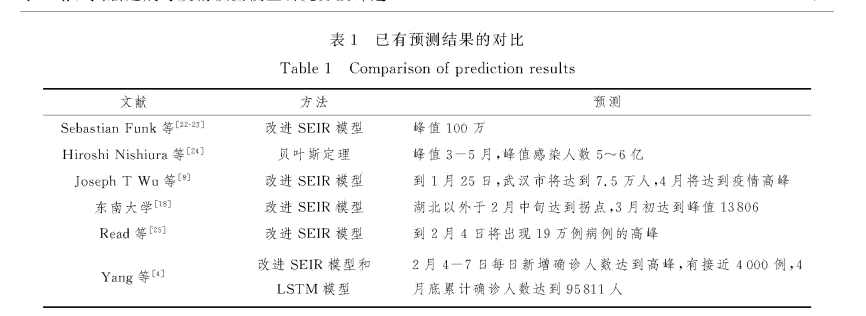 表1 已有预测结果的对比
Table 1 Comparison of prediction results
文献 方法 预测
Sebastian Funk 等[22-23] 改进 SEIR 模型 峰值 100 万
Hiroshi Nishiura 等[24] 贝叶斯定理 峰值 3—5 月,峰值感染人数 5～6 亿
Joseph T Wu 等[8] 改进 SEIR 模型 到 1 月 25 日,武汉市将达到 7.5 万人,4 月将达到疫情高峰
东南大学[18] 改进 SEIR 模型 湖北以外于 2 月中旬达到拐点,3 月初达到峰值 13806
Read 等[25] 改进 SEIR 模型 到 2 月 4 日将出现 19 万例病例的高峰
Yang 等[4] 改进 SEIR 模型和 2 月 4—7 日每日新增确诊人数达到高峰,有接近 4000 例,4
LSTM 模型 月底累计确诊人数达到 95811 人